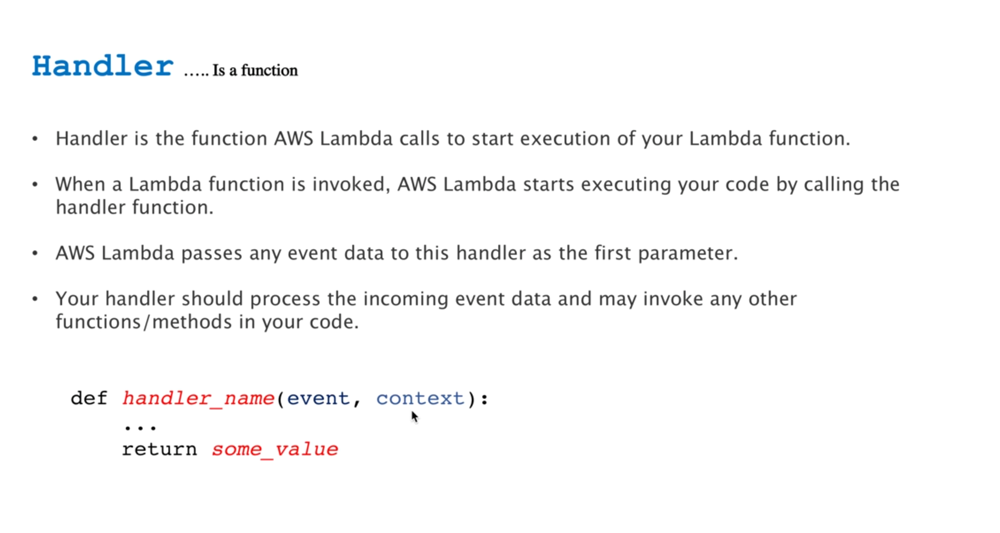 Handler ..... Is a function
• Handler is the function AWS Lambda calls to start execution of your Lambda function.
• When a Lambda function is invoked, AWS Lambda starts executing your code by calling the
handler function.
• AWS Lambda passes any event data to this handler as the first parameter.
• Your handler should process the incoming event data and may invoke any other
functions/methods in your code.
def handler_name(event, context):
...
return some_value